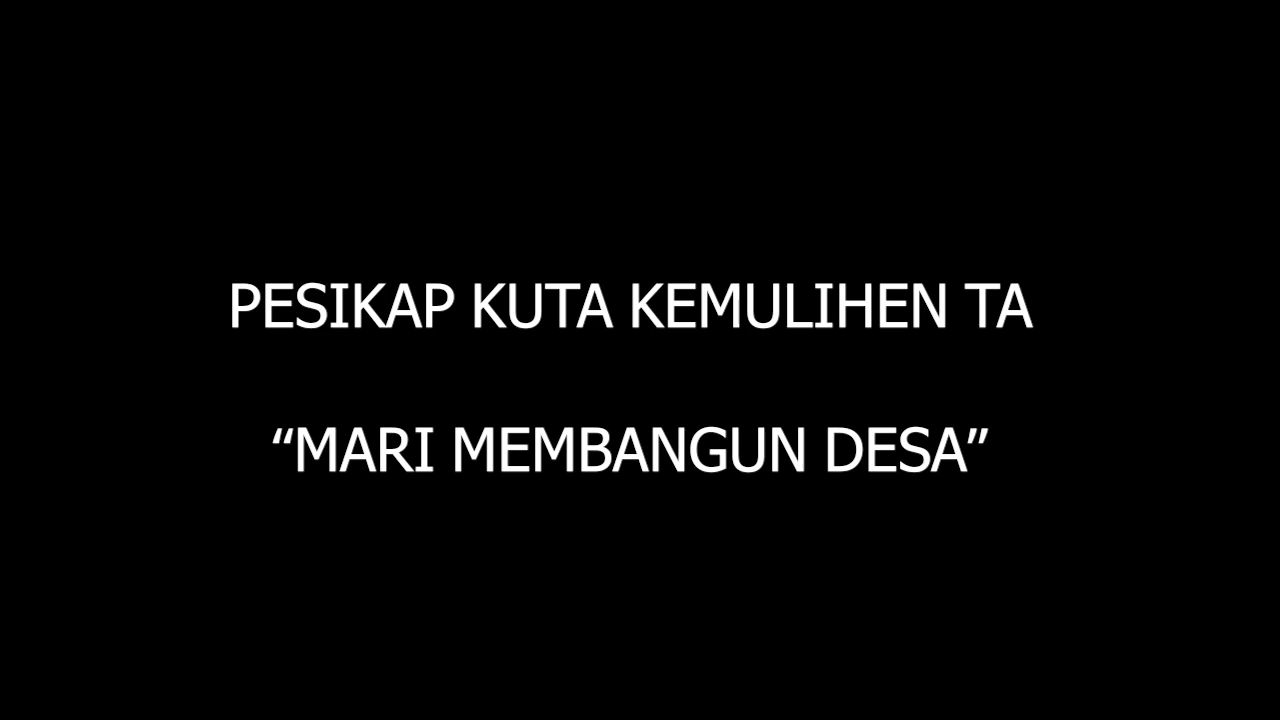 PESIKAP KUTA KEMULIHEN TA
“MARI MEMBANGUN DESA”